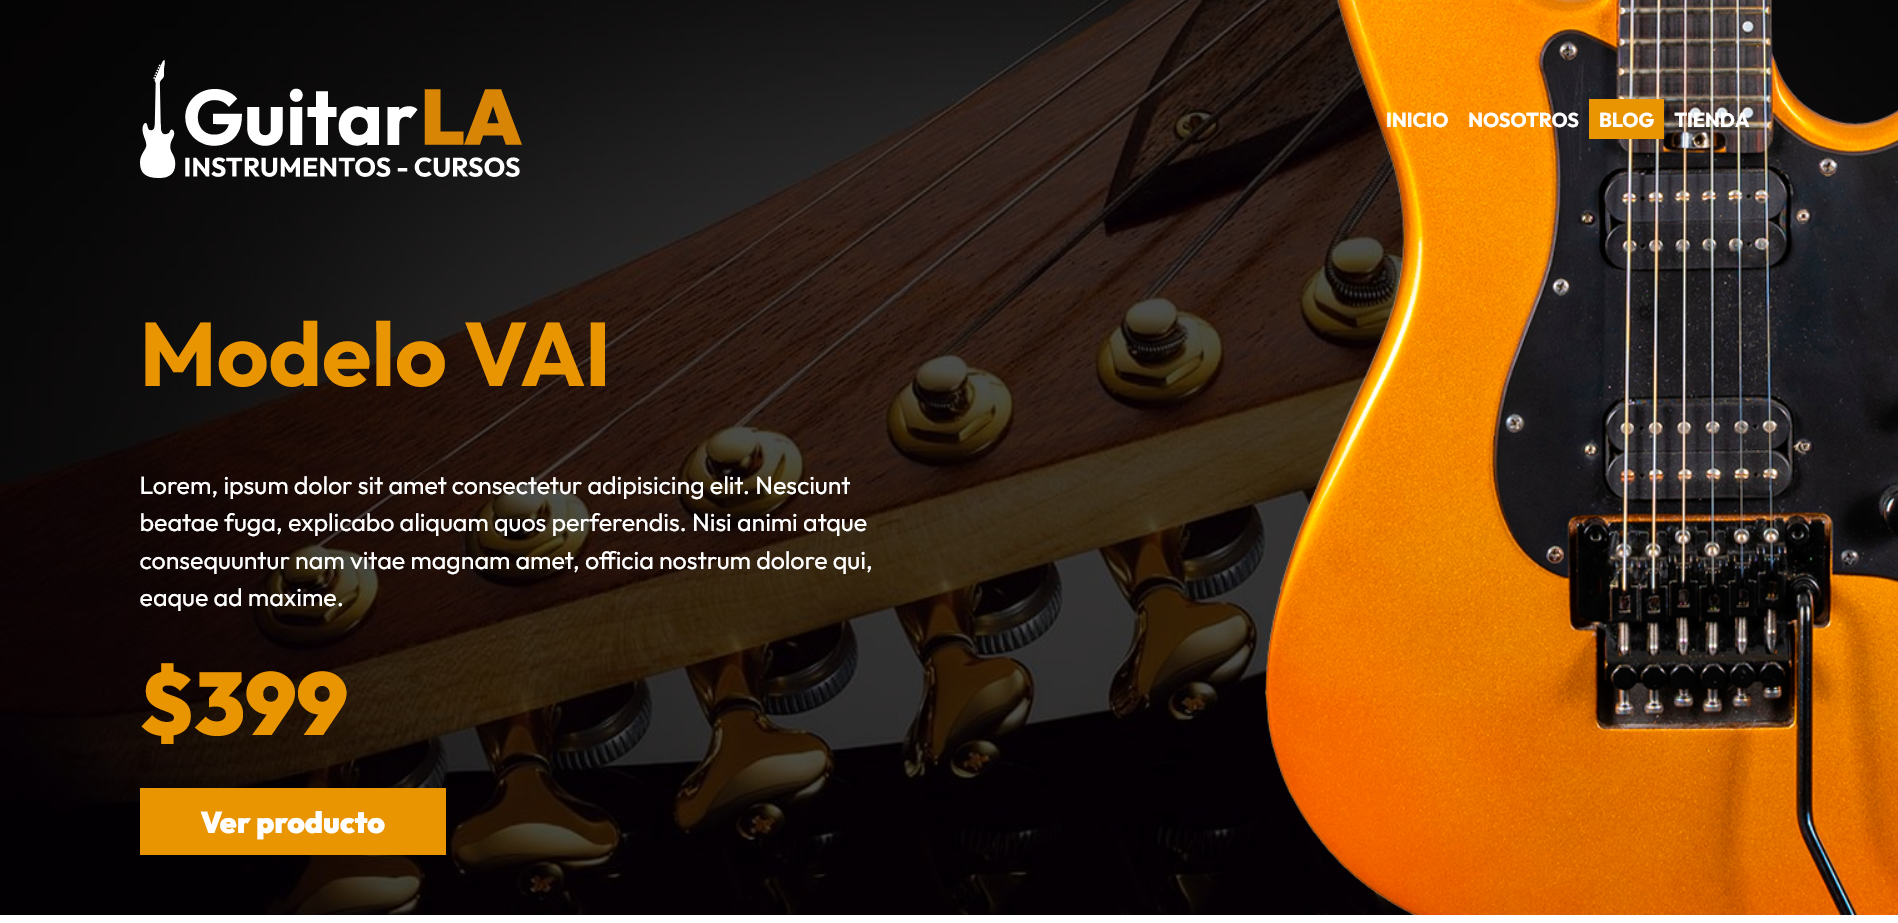 GuitarLA
INSTRUMENTOS - CURSOS
INICIO NOSOTROS BLOG TIENDA
Modelo VAI
Lorem, ipsum dolor sit amet consectetur adipisicing elit. Nesciunt
beatae fuga, explicabo aliquam quos perferendis. Nisi animi atque
consequuntur nam vitae magnam amet, officia nostrum dolore qui,
eaque ad maxime.
$399
Ver producto